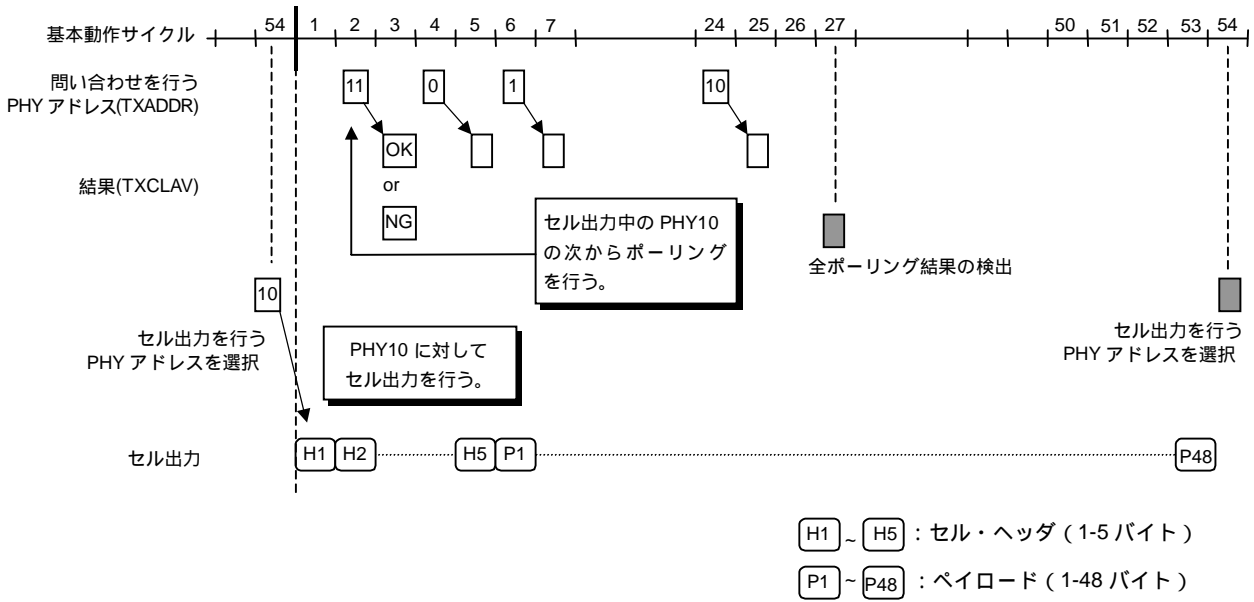 基本動作サイクル 54 1 2 3 4 5 6 7 24 25 26 27 50 51 52 53 54
問い合わせを行う
PHY アドレス(TXADDR)
11 0 1 10
結果(TXCLAV)
OK
or
NG
セル出力中の PHY10
の次からポーリング
を行う。
全ポーリング結果の検出
10
セル出力を行う
PHY アドレスを選択
PHY10 に対して
セル出力を行う。
セル出力を行う
PHY アドレスを選択
セル出力 H1 H2 H5 P1 P48
H1 ~ H5 : セル・ヘッダ ( 1-5 バイト )
P1 ~ P48 : ペイロード ( 1-48 バイト )